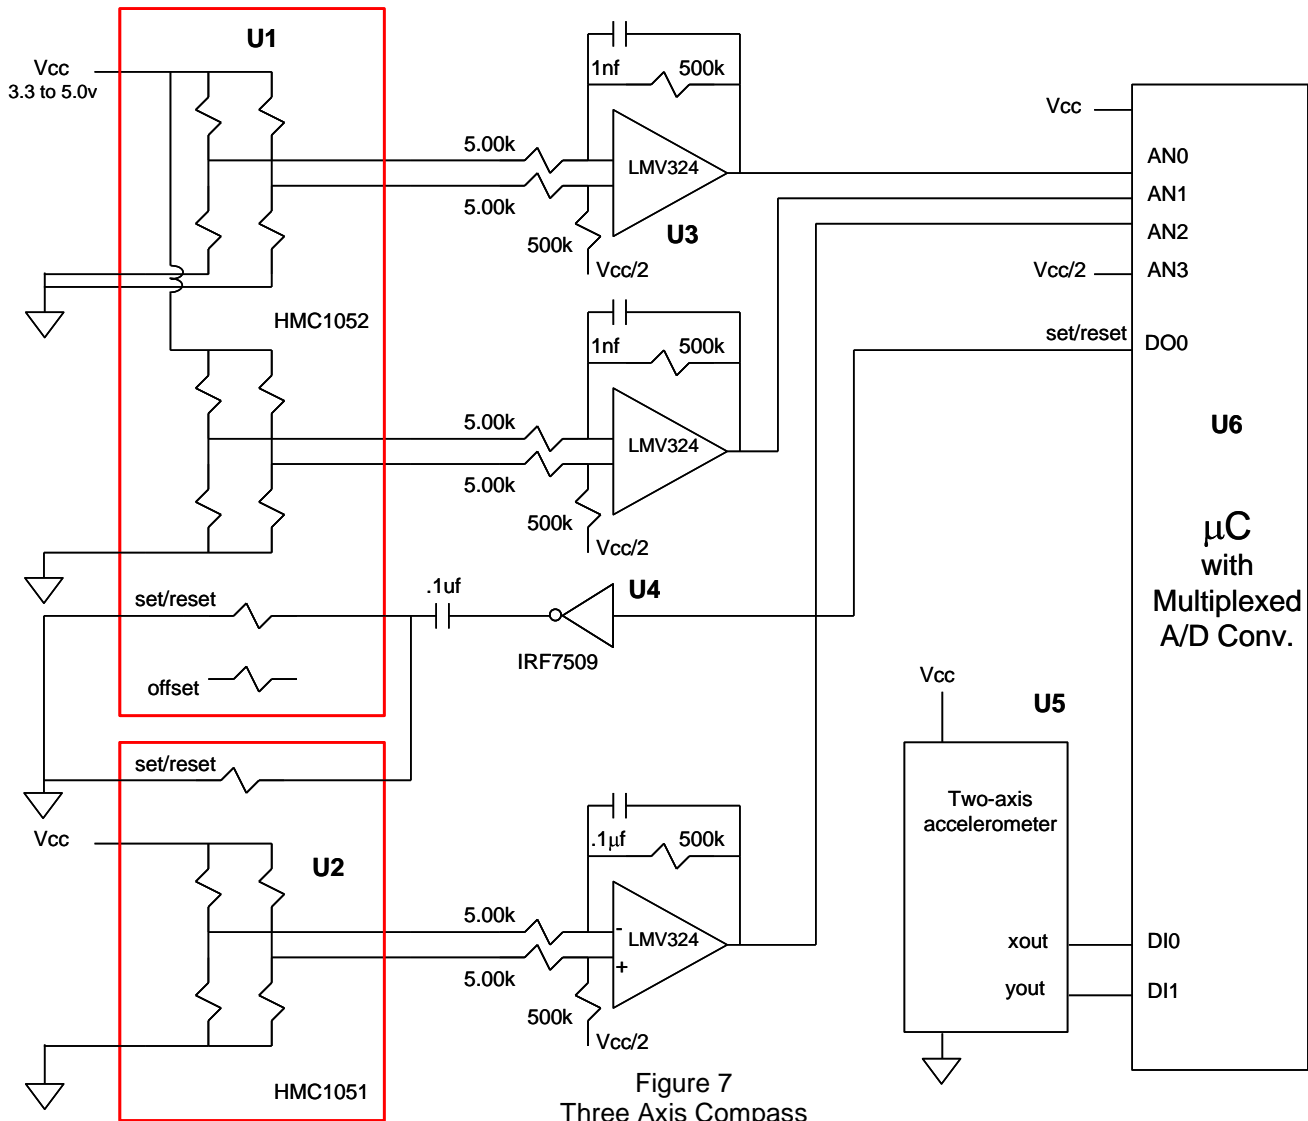 U1
Vcc
3.3 to 5.0v
1nf
500k
5.00k
LMV324
5.00k
U3
500k
Vcc/2
HMC1052
1nf
500k
5.00k
LMV324
5.00k
500k
Vcc/2
set/reset
.1uf
U4
IRF7509
offset
set/reset
Vcc
U2
.1μf
500k
5.00k
-
LMV324
+
5.00k
500k
Vcc/2
HMC1051
Vcc
AN0
AN1
AN2
Vcc/2
AN3
set/reset
DO0
U6
μC
with
Multiplexed
A/D Conv.
Vcc
U5
Two-axis
accelerometer
xout
DI0
yout
DI1
Figure 7
Three Axis Compass